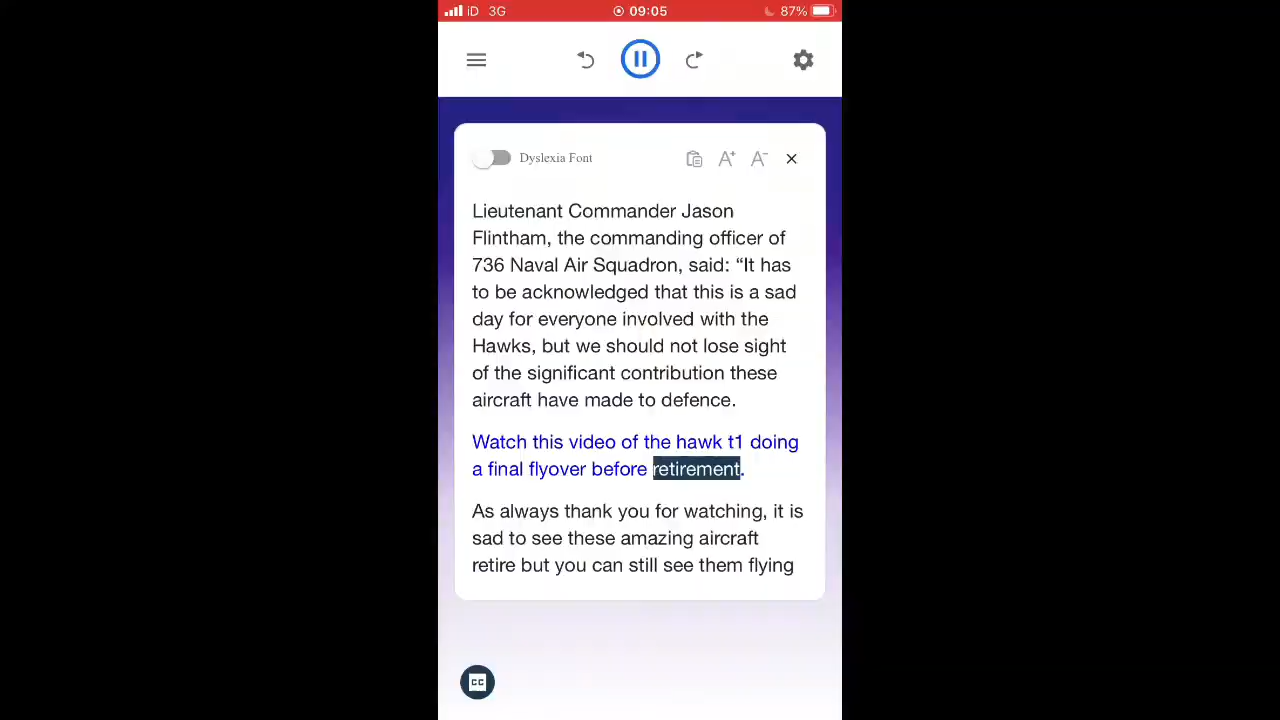 iD 3G 09:05 87%
Dyslexia Font A+ A-
Lieutenant Commander Jason
Flintham, the commanding officer of
736 Naval Air Squadron, said: “It has
to be acknowledged that this is a sad
day for everyone involved with the
Hawks, but we should not lose sight
of the significant contribution these
aircraft have made to defence.
Watch this video of the hawk t1 doing
a final flyover before retirement.
As always thank you for watching, it is
sad to see these amazing aircraft
retire but you can still see them flying
CC